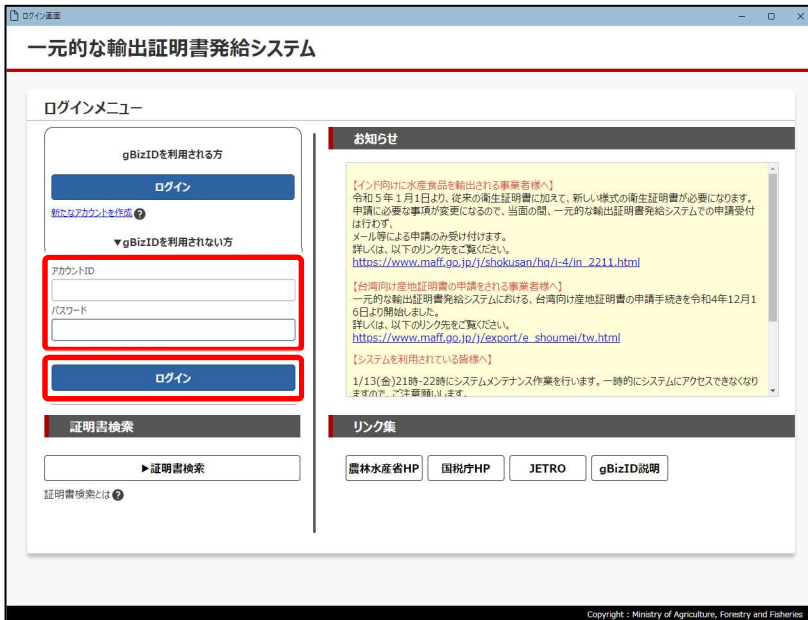 ログイン画面
一元的な輸出証明書発給システム
ログインメニュー
gBizIDを利用される方
ログイン
新たなアカウントを作成?
▼gBizIDを利用されない方
アカウントID
パスワード
ログイン
証明書検索
▶証明書検索
証明書検索とは?
お知らせ
【インド向けに水産食品を輸出される事業者様へ】
令和5年1月1日より、従来の衛生証明書に加えて、新しい様式の衛生証明書が必要になります。
申請に必要な事項が変更になるので、当面の間、一元的な輸出証明書発給システムでの申請受付
は行わず、
メール等による申請のみ受け付けます。
詳しくは、以下のリンク先をご覧ください。
https://www.maff.go.jp/j/shokusan/hq/i-4/in_2211.html
【台湾向け産地証明書の申請をされる事業者様へ】
一元的な輸出証明書発給システムにおける、台湾向け産地証明書の申請手続きを令和4年12月1
6日より開始しました。
詳しくは、以下のリンク先をご覧ください。
https://www.maff.go.jp/j/export/e_shoumei/tw.html
【システムを利用されている皆様へ】
1/13(金)21時-22時にシステムメンテナンス作業を行います。一時的にシステムにアクセスできなくなり
ますので、ご注意願いします。
リンク集
農林水産省HP
国税庁HP
JETRO
gBizID説明
Copyright : Ministry of Agriculture, Forestry and Fisheries